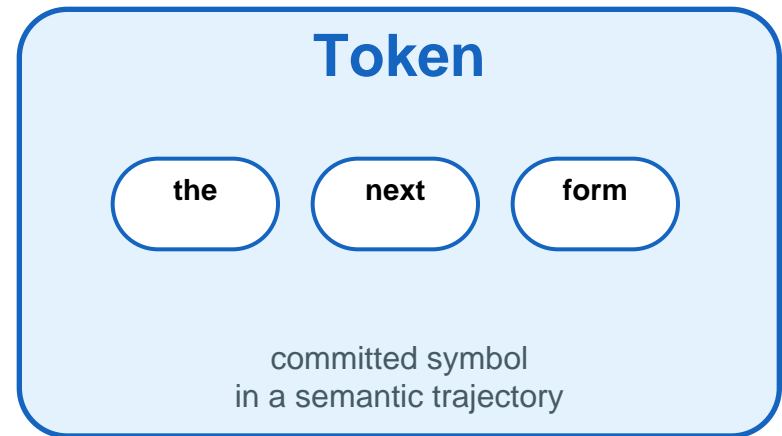 Token
the next form
committed symbol
in a semantic trajectory